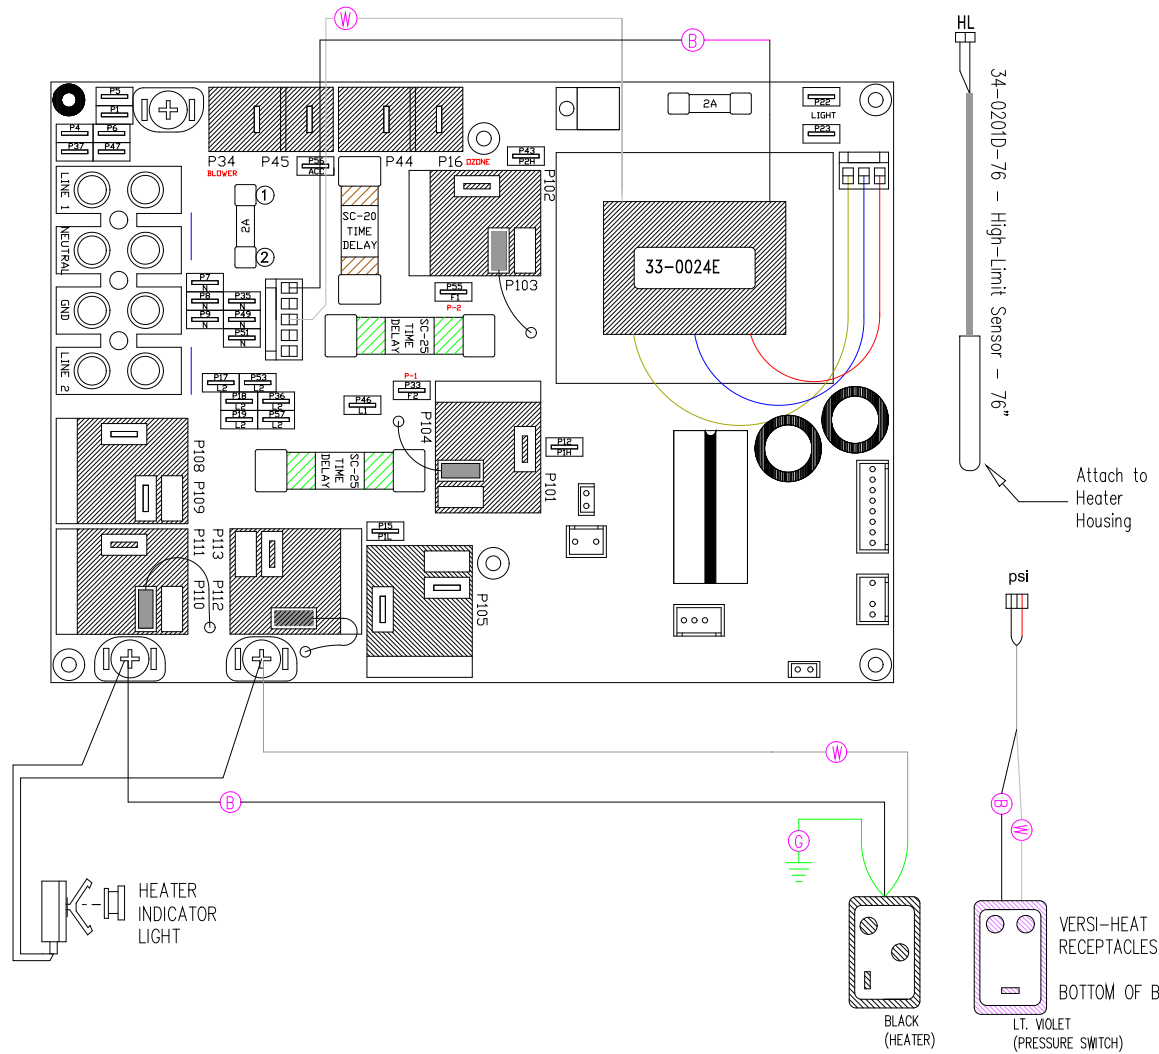 W
B
HL
34-0201D-76 - High-Limit Sensor - 76"
P5
P1
P4
P6
P37
P47
P34
BLOWER
P45
P56
ACC
P44
P16
OZONE
P43
P2H
P102
2A
P22
LIGHT
P23
LINE 1
NEUTRAL
GND
LINE 2
1
2A
2
SC-20
TIME
DELAY
P103
33-0024E
P7
N
P8
N
P35
N
P9
N
P49
N
P51
N
P55
F1
P-2
SC-25
TIME
DELAY
P-1
P33
F2
P17
L2
P53
L2
P18
L2
P36
L2
P19
L2
P57
L2
P46
L1
P104
P12
P1H
P101
P108
P109
SC-25
TIME
DELAY
Attach to
Heater
Housing
P111
P110
P113
P112
P15
P1L
P105
psi
W
B
G
B
W
HEATER
INDICATOR
LIGHT
BLACK
(HEATER)
VERSI-HEAT
RECEPTACLES
BOTTOM OF B
LT. VIOLET
(PRESSURE SWITCH)